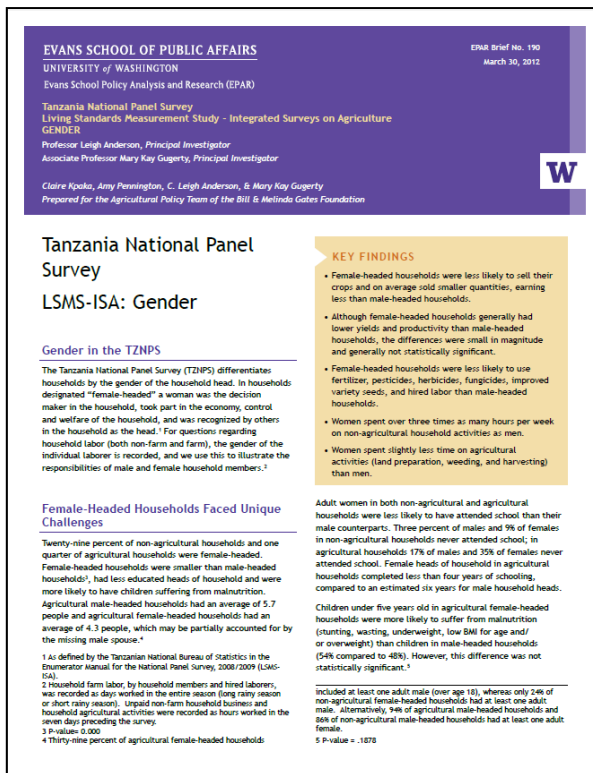 EVANS SCHOOL OF PUBLIC AFFAIRS
UNIVERSITY of WASHINGTON
Evans School Policy Analysis and Research (EPAR)
EPAR Brief No. 190
March 30, 2012
Tanzania National Panel Survey
Living Standards Measurement Study - Integrated Surveys on Agriculture
GENDER
Professor Leigh Anderson, Principal Investigator
Associate Professor Mary Kay Gugerty, Principal Investigator
Claire Kpaka, Amy Pennington, C. Leigh Anderson, & Mary Kay Gugerty
Prepared for the Agricultural Policy Team of the Bill & Melinda Gates Foundation
W
Tanzania National Panel
Survey
LSMS-ISA: Gender
Gender in the TZNPS
The Tanzania National Panel Survey (TZNPS) differentiates
households by the gender of the household head. In households
designated “female-headed” a woman was the decision
maker in the household, took part in the economy, control
and welfare of the household, and was recognized by others
in the household as the head.¹ For questions regarding
household labor (both non-farm and farm), the gender of the
individual laborer is recorded, and we use this to illustrate the
responsibilities of male and female household members.²
Female-Headed Households Faced Unique
Challenges
Twenty-nine percent of non-agricultural households and one
quarter of agricultural households were female-headed.
Female-headed households were smaller than male-headed
households³, had less educated heads of household and were
more likely to have children suffering from malnutrition.
Agricultural male-headed households had an average of 5.7
people and agricultural female-headed households had an
average of 4.3 people, which may be partially accounted for by
the missing male spouse.⁴
1 As defined by the Tanzanian National Bureau of Statistics in the
Enumerator Manual for the National Panel Survey, 2008/2009 (LSMS-
ISA).
2 Household farm labor, by household members and hired laborers,
was recorded as days worked in the entire season (long rainy season
or short rainy season). Unpaid non-farm household business and
household agricultural activities were recorded as hours worked in the
seven days preceding the survey.
3 P-value= 0.000
4 Thirty-nine percent of agricultural female-headed households
KEY FINDINGS
• Female-headed households were less likely to sell their
crops and on average sold smaller quantities, earning
less than male-headed households.
• Although female-headed households generally had
lower yields and productivity than male-headed
households, the differences were small in magnitude
and generally not statistically significant.
• Female-headed households were less likely to use
fertilizer, pesticides, herbicides, fungicides, improved
variety seeds, and hired labor than male-headed
households.
• Women spent over three times as many hours per week
on non-agricultural household activities as men.
• Women spent slightly less time on agricultural
activities (land preparation, weeding, and harvesting)
than men.
Adult women in both non-agricultural and agricultural
households were less likely to have attended school than their
male counterparts. Three percent of males and 9% of females
in non-agricultural households never attended school; in
agricultural households 17% of males and 35% of females never
attended school. Female heads of household in agricultural
households completed less than four years of schooling,
compared to an estimated six years for male household heads.
Children under five years old in agricultural female-headed
households were more likely to suffer from malnutrition
(stunting, wasting, underweight, low BMI for age and/
or overweight) than children in male-headed households
(54% compared to 48%). However, this difference was not
statistically significant.⁵
included at least one adult male (over age 18), whereas only 24% of
non-agricultural female-headed households had at least one adult
male. Alternatively, 94% of agricultural male-headed households and
86% of non-agricultural male-headed households had at least one adult
female.
5 P-value = .1878